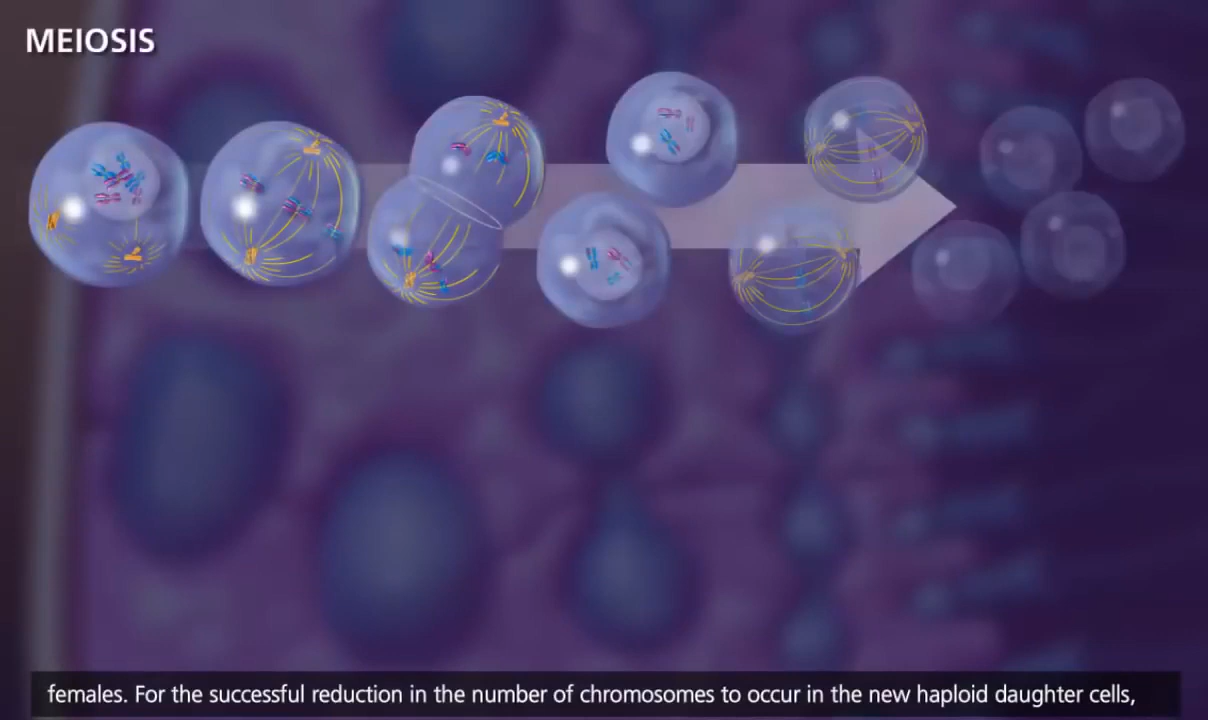 MEIOSIS
females. For the successful reduction in the number of chromosomes to occur in the new haploid daughter cells,